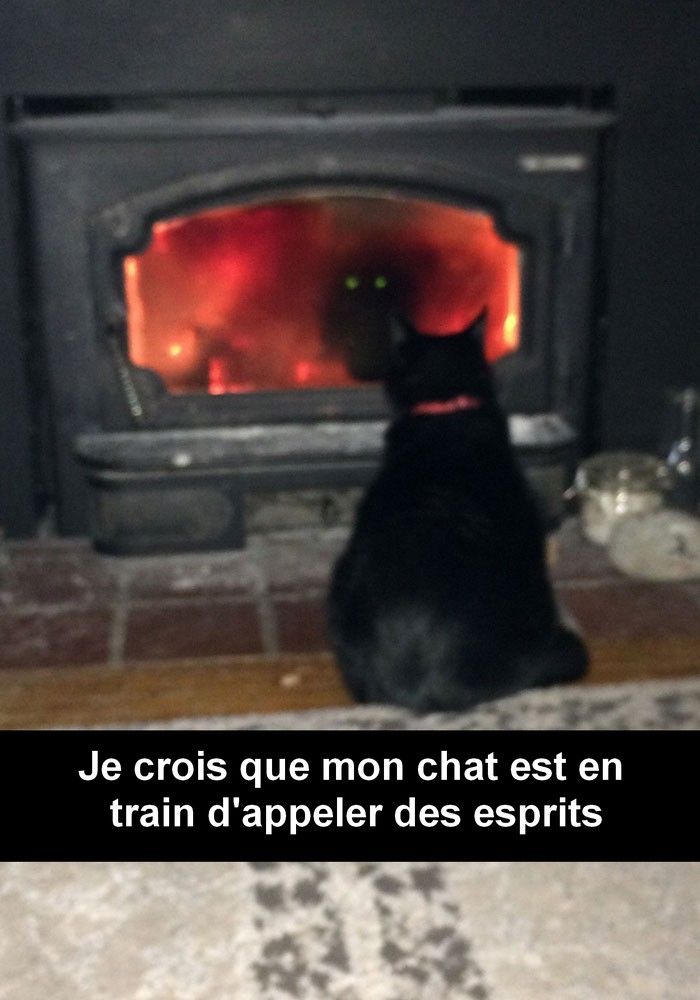 Je crois que mon chat est en
train d'appeler des esprits